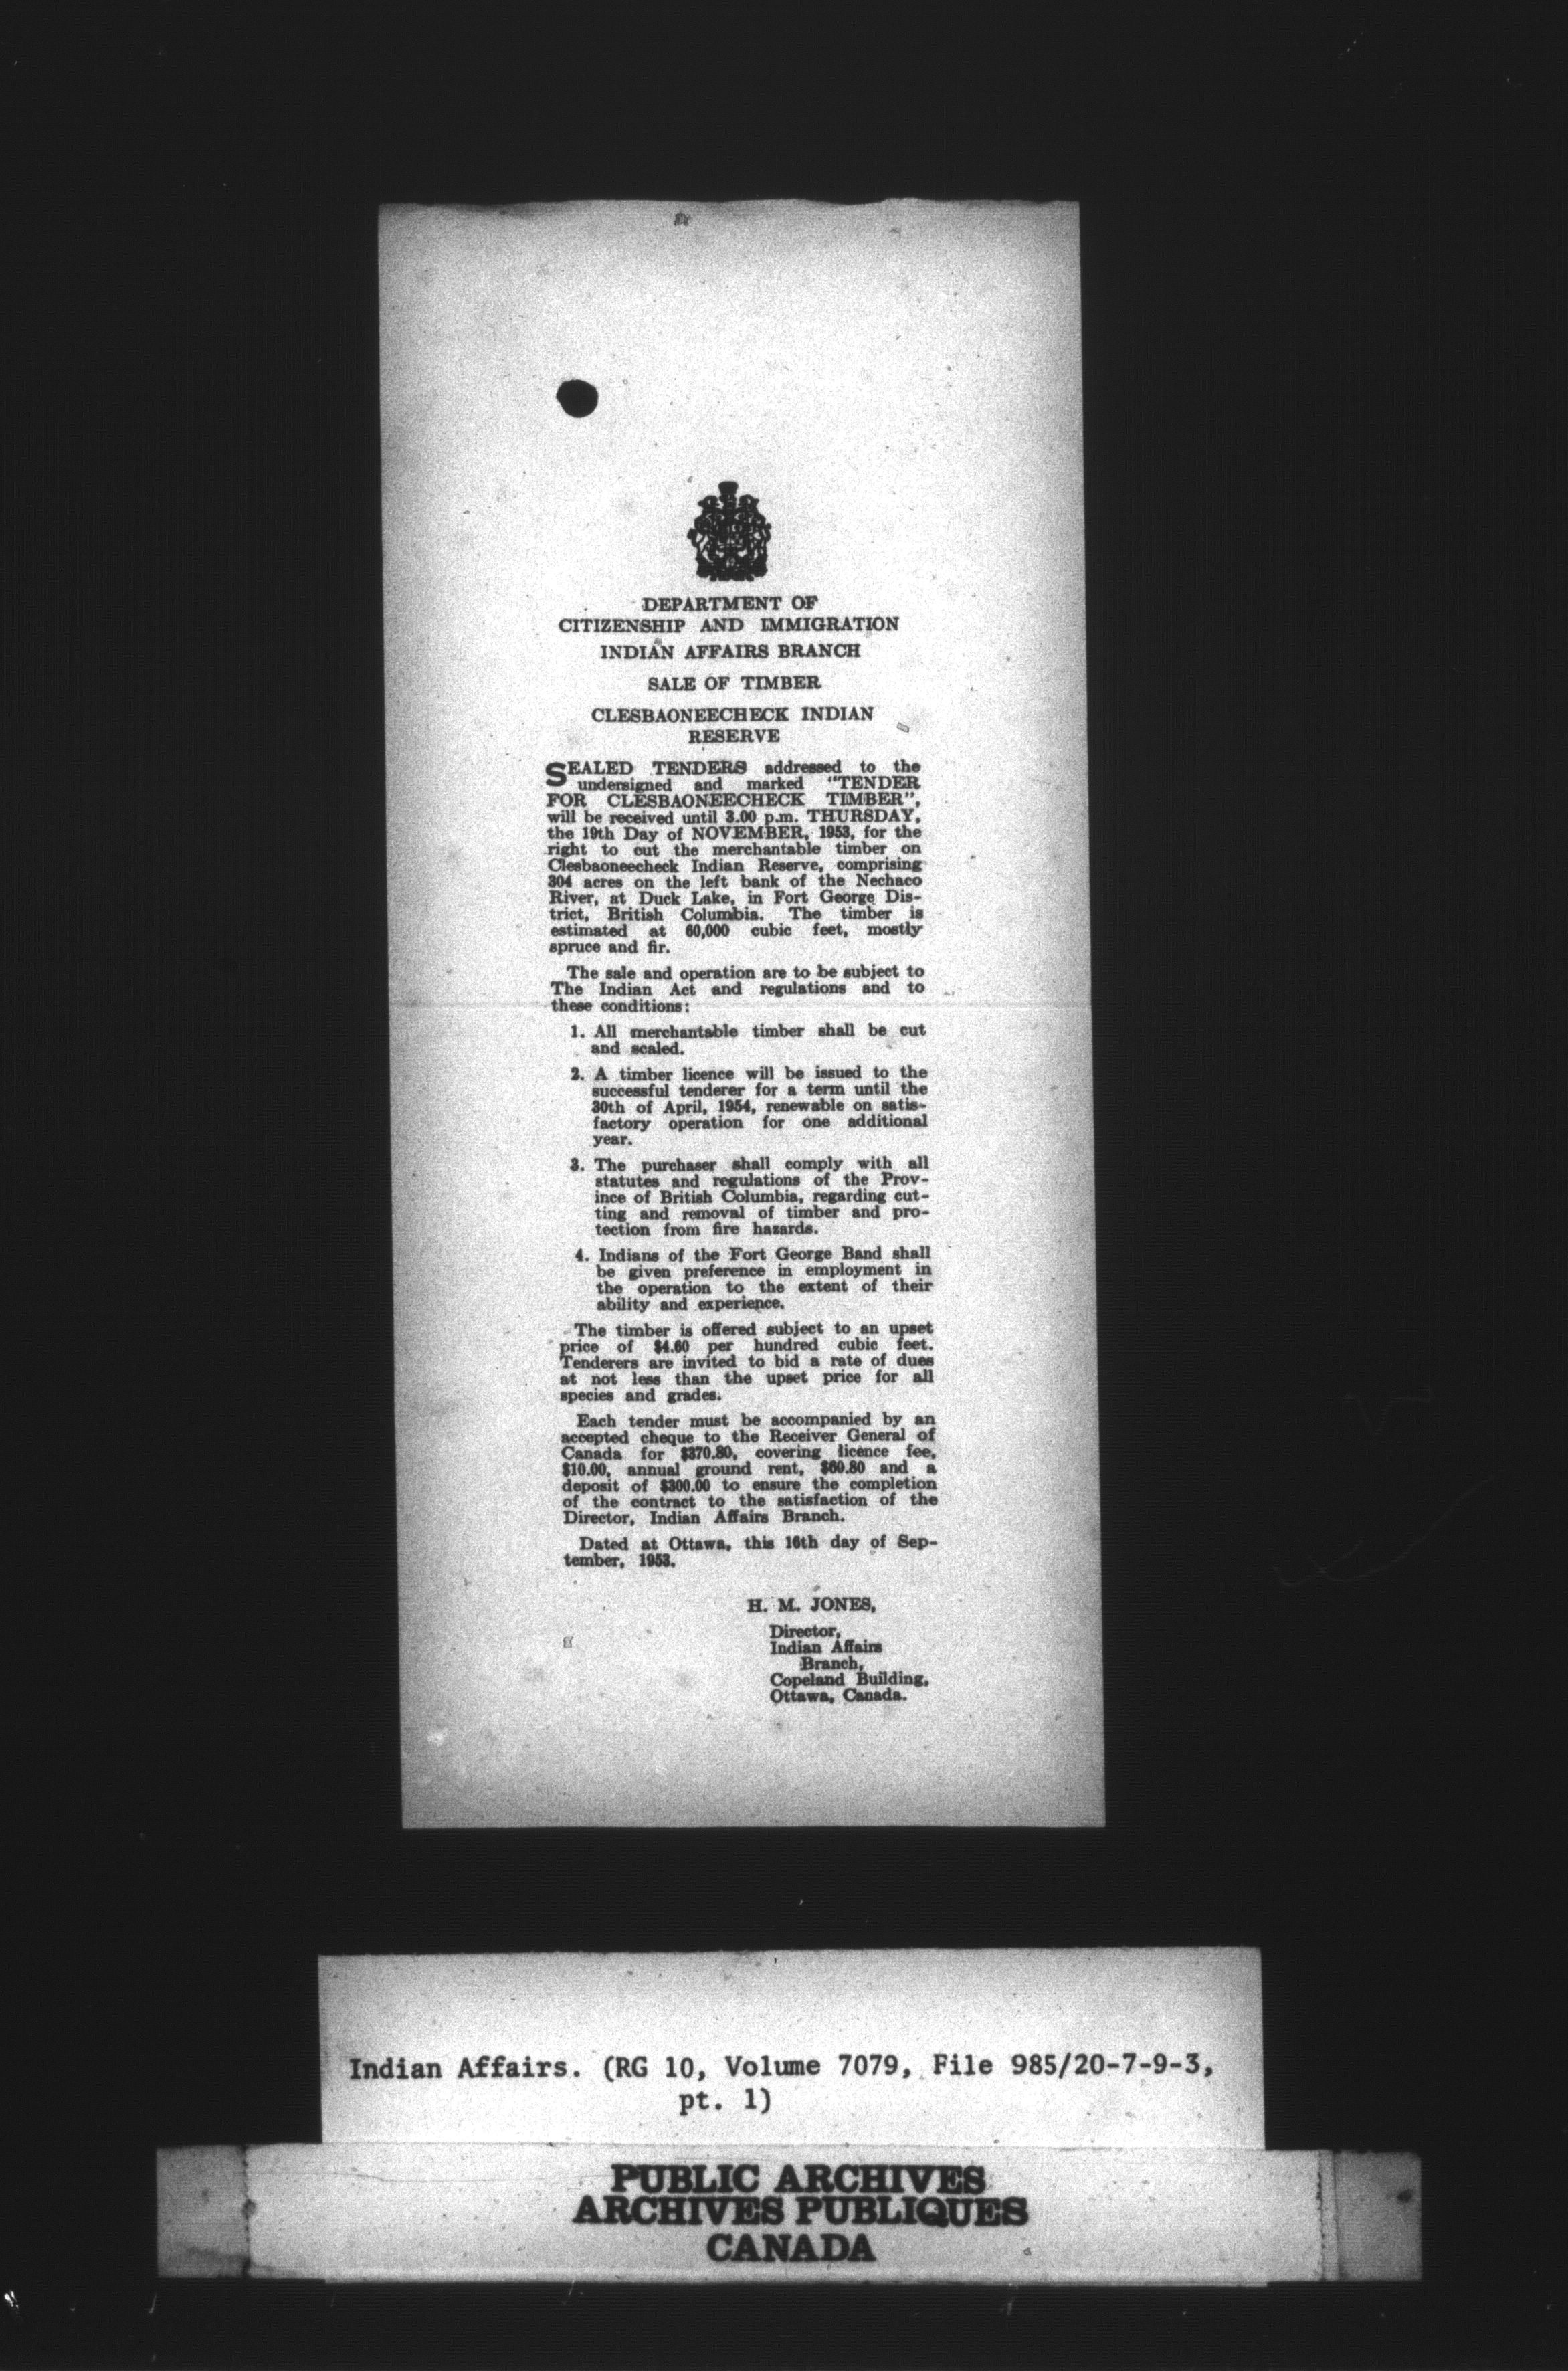 DEPARTMENT OF
CITIZENSHIP AND IMMIGRATION
INDIAN AFFAIRS BRANCH
SALE OF TIMBER
CLESBAONEECHECK INDIAN
RESERVE
SEALED TENDERS addressed to the
undersigned and marked "TENDER
FOR CLESBAONEECHECK TIMBER",
will be received until 3.00 p.m. THURSDAY,
the 19th Day of NOVEMBER, 1953, for the
right to cut the merchantable timber on
Clesbaoneecheck Indian Reserve, comprising
304 acres on the left bank of the Nechaco
River, at Duck Lake, in Fort George Dis-
trict, British Columbia. The timber is
estimated at 60,000 cubic feet, mostly
spruce and fir.
The sale and operation are to be subject to
The Indian Act and regulations and to
these conditions:
1. All merchantable timber shall be cut
and scaled.
2. A timber licence will be issued to the
successful tenderer for a term until the
30th of April, 1954, renewable on satis-
factory operation for one additional
year.
3. The purchaser shall comply with all
statutes and regulations of the Prov-
ince of British Columbia, regarding cut-
ting and removal of timber and pro-
tection from fire hazards.
4. Indians of the Fort George Band shall
be given preference in employment in
the operation to the extent of their
ability and experience.
The timber is offered subject to an upset
price of $4.60 per hundred cubic feet.
Tenderers are invited to bid a rate of dues
at not less than the upset price for all
species and grades.
Each tender must be accompanied by an
accepted cheque to the Receiver General of
Canada for $370.80, covering licence fee,
$10.00, annual ground rent, $60.80 and a
deposit of $300.00 to ensure the completion
of the contract to the satisfaction of the
Director, Indian Affairs Branch.
Dated at Ottawa, this 16th day of Sep-
tember, 1953.
H. M. JONES,
Director,
Indian Affairs
Branch,
Copeland Building,
Ottawa, Canada.
Indian Affairs. (RG 10, Volume 7079, File 985/20-7-9-3,
pt. 1)
PUBLIC ARCHIVES
ARCHIVES PUBLIQUES
CANADA